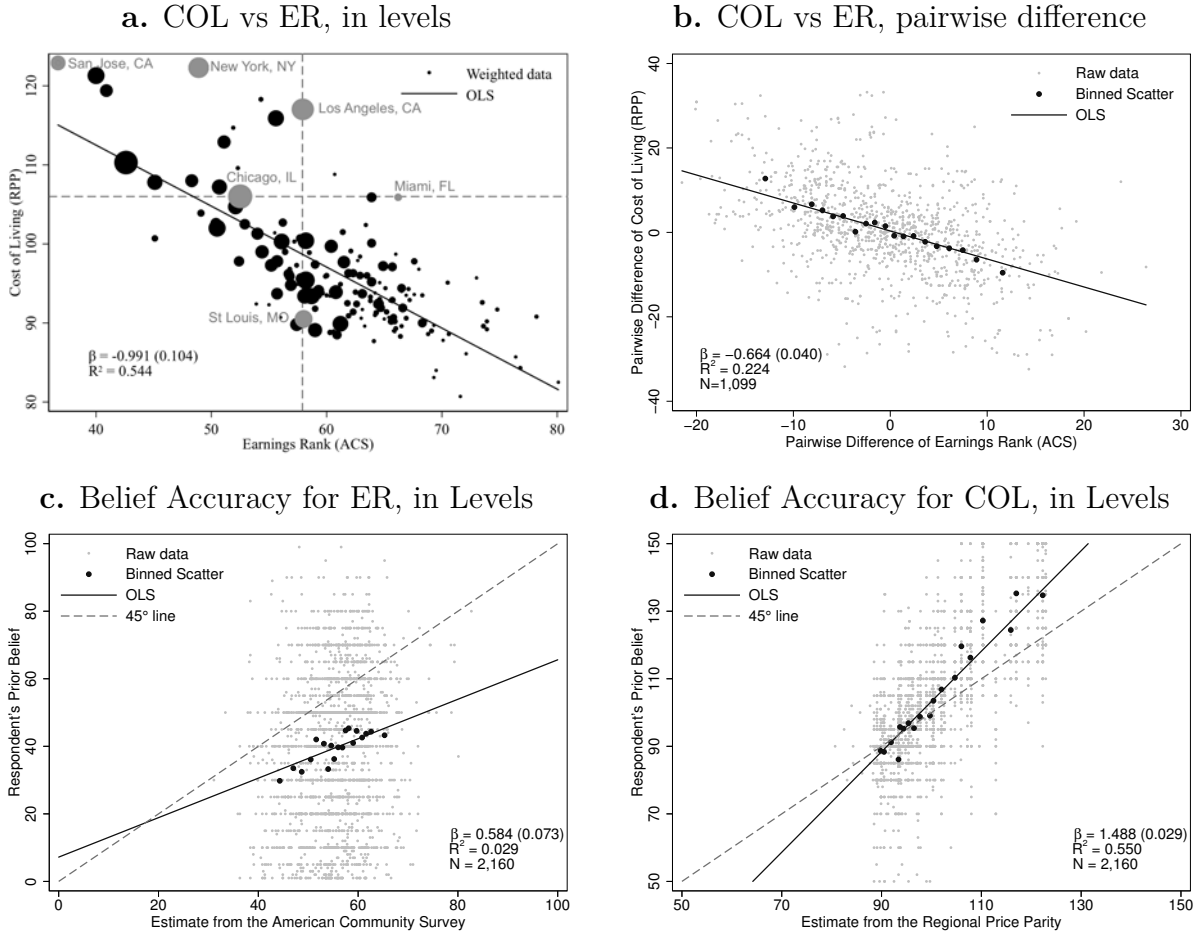 a. COL vs ER, in levels
San Jose, CA
New York, NY
Los Angeles, CA
Chicago, IL
Miami, FL
St Louis, MO
Weighted data
OLS
β = -0.991 (0.104)
R² = 0.544
Cost of Living (RPP)
80
90
100
110
120
40
50
60
70
80
Earnings Rank (ACS)
b. COL vs ER, pairwise difference
Raw data
Binned Scatter
OLS
β = −0.664 (0.040)
R² = 0.224
N=1,099
Pairwise Difference of Cost of Living (RPP)
−40
−20
0
20
40
−20
−10
0
10
20
30
Pairwise Difference of Earnings Rank (ACS)
c. Belief Accuracy for ER, in Levels
Raw data
Binned Scatter
OLS
45° line
β = 0.584 (0.073)
R² = 0.029
N = 2,160
Respondent's Prior Belief
0
20
40
60
80
100
0
20
40
60
80
100
Estimate from the American Community Survey
d. Belief Accuracy for COL, in Levels
Raw data
Binned Scatter
OLS
45° line
β = 1.488 (0.029)
R² = 0.550
N = 2,160
Respondent's Prior Belief
50
70
90
110
130
150
50
70
90
110
130
150
Estimate from the Regional Price Parity